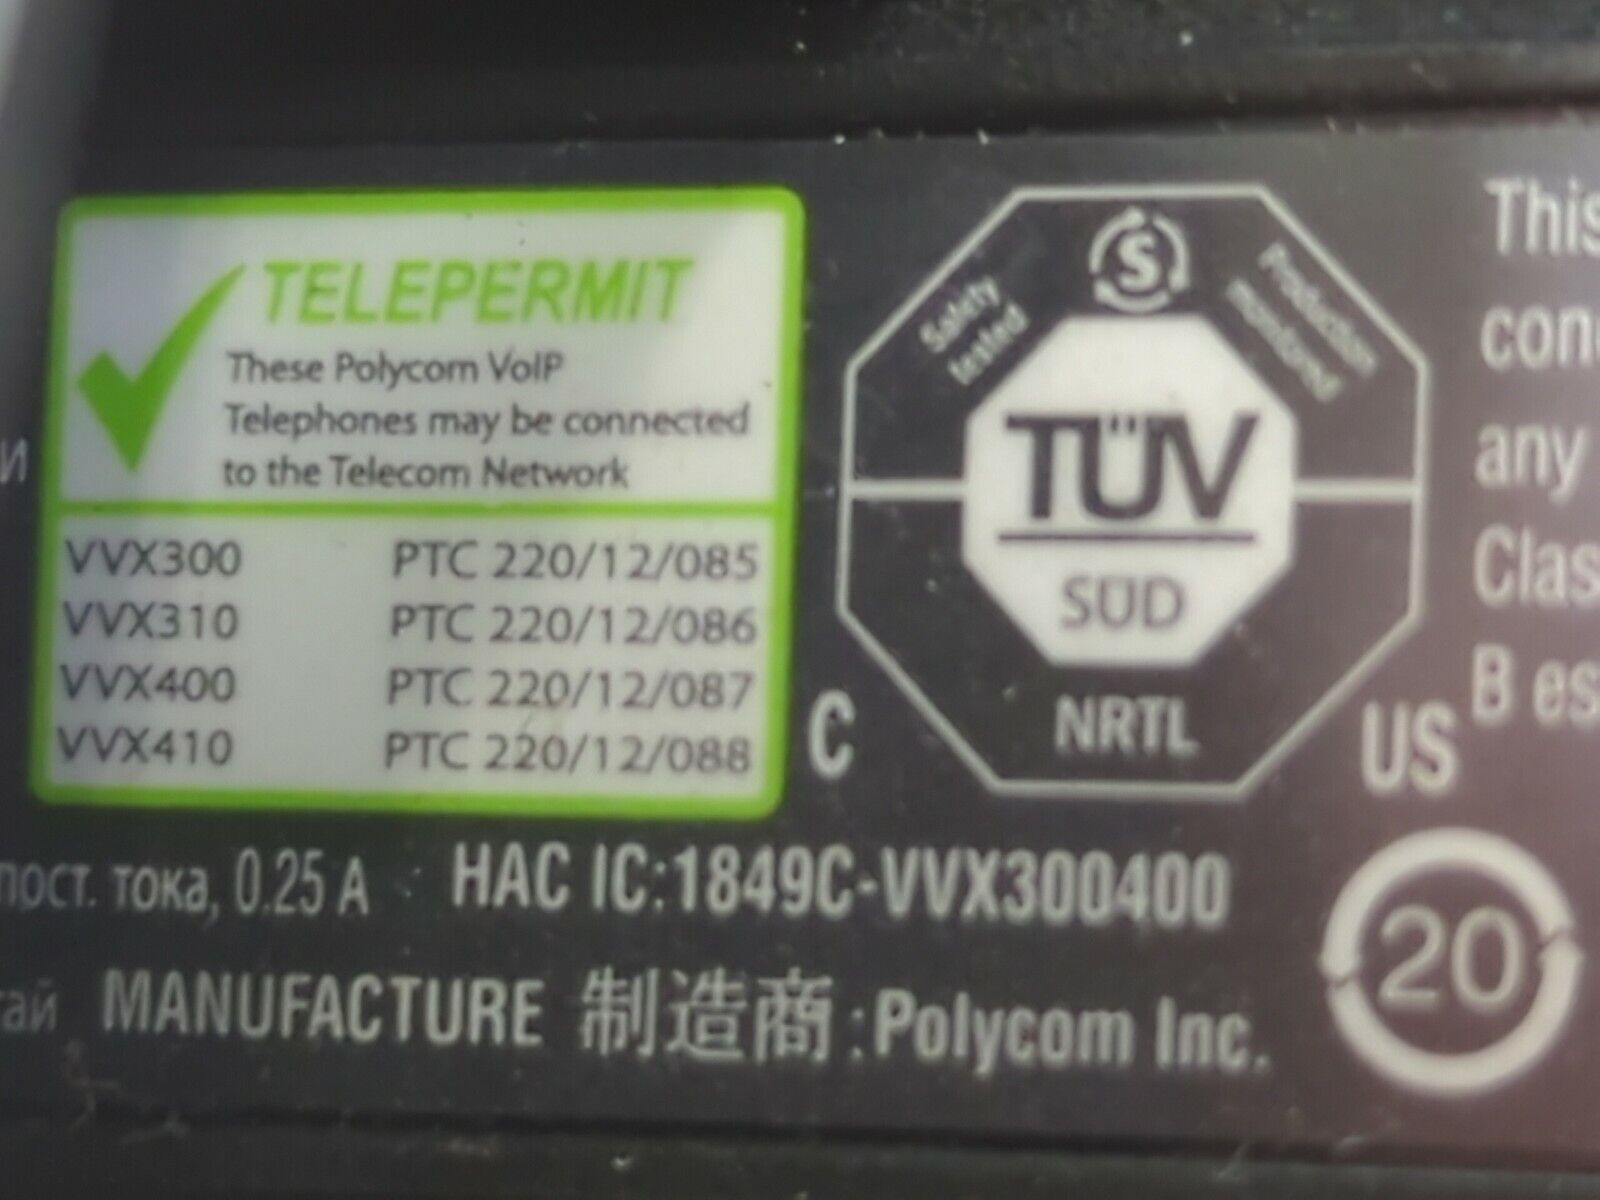 TELEPERMIT
These Polycom VoIP
Telephones may be connected
to the Telecom Network
VVX300 PTC 220/12/085
VVX310 PTC 220/12/086
VVX400 PTC 220/12/087
VVX410 PTC 220/12/088
S
Safety
tested
Production
monitored
TÜV
SÜD
NRTL
C US
This
any
B
пост. тока, 0.25 A HAC IC:1849C-VVX300400
MANUFACTURE 制造商:Polycom Inc.
20